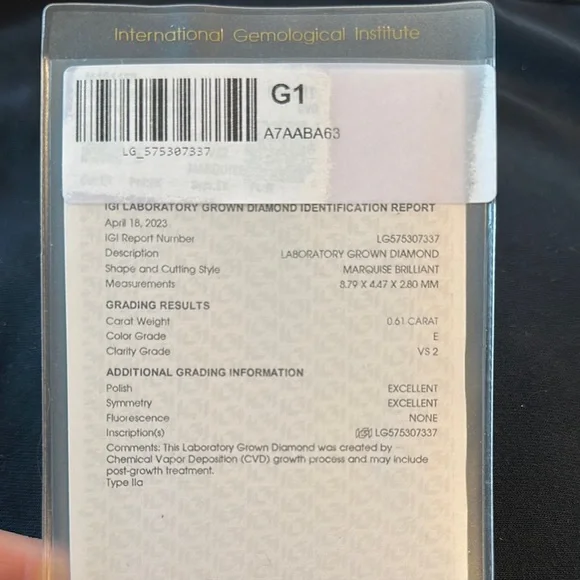 International Gemological Institute
G1
A7AABA63
LG_575307337
IGI LABORATORY GROWN DIAMOND IDENTIFICATION REPORT
April 18, 2023
IGI Report Number LG575307337
Description LABORATORY GROWN DIAMOND
Shape and Cutting Style MARQUISE BRILLIANT
Measurements 8.79 X 4.47 X 2.80 MM
GRADING RESULTS
Carat Weight 0.61 CARAT
Color Grade E
Clarity Grade VS 2
ADDITIONAL GRADING INFORMATION
Polish EXCELLENT
Symmetry EXCELLENT
Fluorescence NONE
Inscription(s) LG575307337
Comments: This Laboratory Grown Diamond was created by
Chemical Vapor Deposition (CVD) growth process and may include
post-growth treatment.
Type IIa